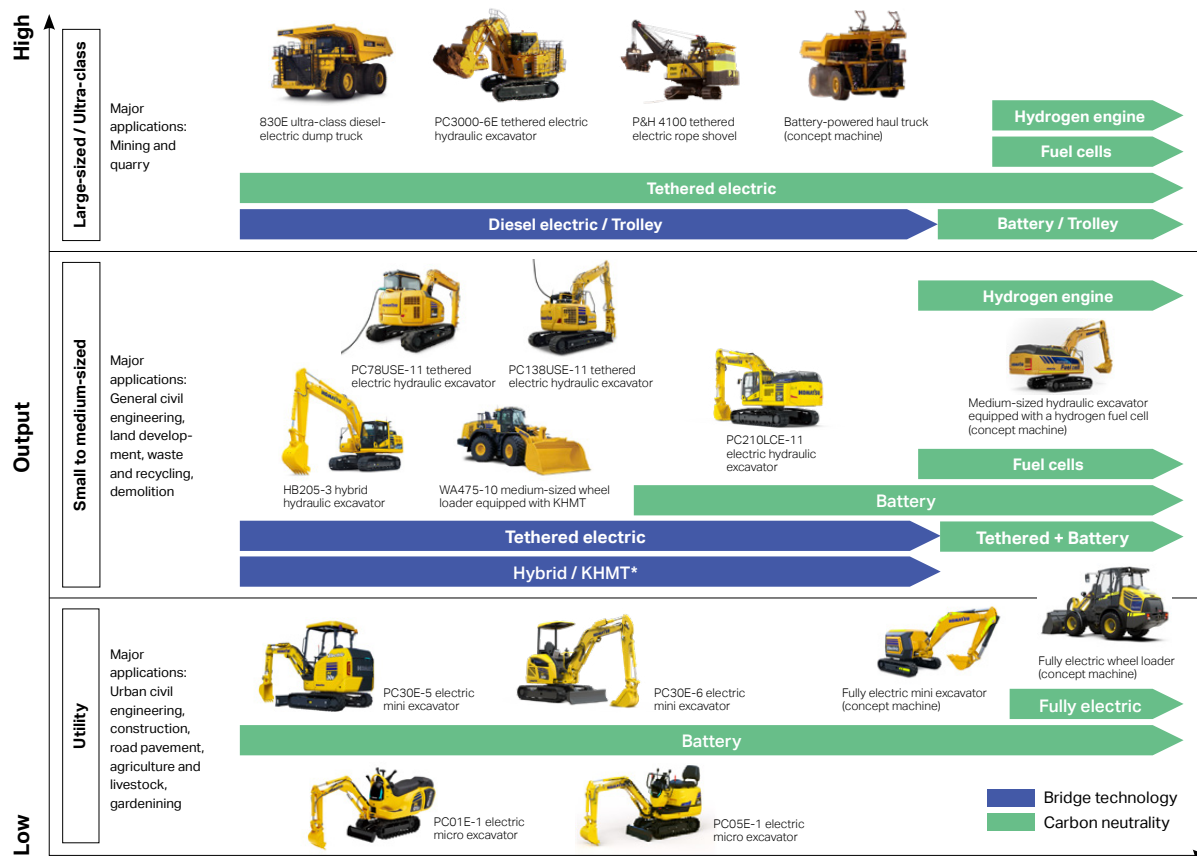 High
Large-sized / Ultra-class
Major
applications:
Mining and
quarry
830E ultra-class diesel-
electric dump truck
PC3000-6E tethered electric
hydraulic excavator
P&H 4100 tethered
electric rope shovel
Battery-powered haul truck
(concept machine)
Hydrogen engine
Fuel cells
Tethered electric
Diesel electric / Trolley
Battery / Trolley
Output
Small to medium-sized
Major
applications:
General civil
engineering,
land develop-
ment, waste
and recycling,
demolition
PC78USE-11 tethered
electric hydraulic excavator
PC138USE-11 tethered
electric hydraulic excavator
HB205-3 hybrid
hydraulic excavator
WA475-10 medium-sized wheel
loader equipped with KHMT
PC210LCE-11
electric hydraulic
excavator
Hydrogen engine
Medium-sized hydraulic excavator
equipped with a hydrogen fuel cell
(concept machine)
Fuel cells
Battery
Tethered electric
Tethered + Battery
Hybrid / KHMT*
Utility
Major
applications:
Urban civil
engineering,
construction,
road pavement,
agriculture and
livestock,
gardenining
PC30E-5 electric
mini excavator
PC30E-6 electric
mini excavator
Fully electric mini excavator
(concept machine)
Fully electric wheel loader
(concept machine)
Fully electric
Battery
PC01E-1 electric
micro excavator
PC05E-1 electric
micro excavator
Bridge technology
Carbon neutrality
Low